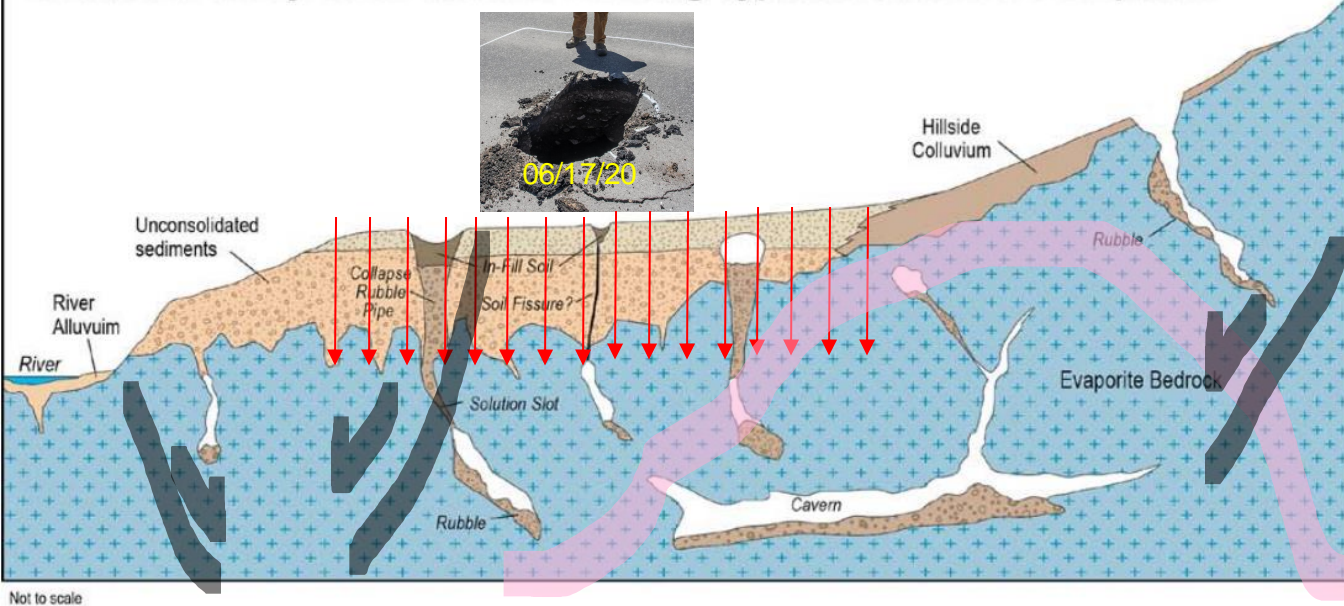 06/17/20
Hillside
Colluvium
Unconsolidated
sediments
Rubble
In-Fill Soil
Collapse
Rubble
Pipe
Soil Fissure?
River
Alluvuim
River
Evaporite Bedrock
Solution Slot
Cavern
Rubble
Not to scale